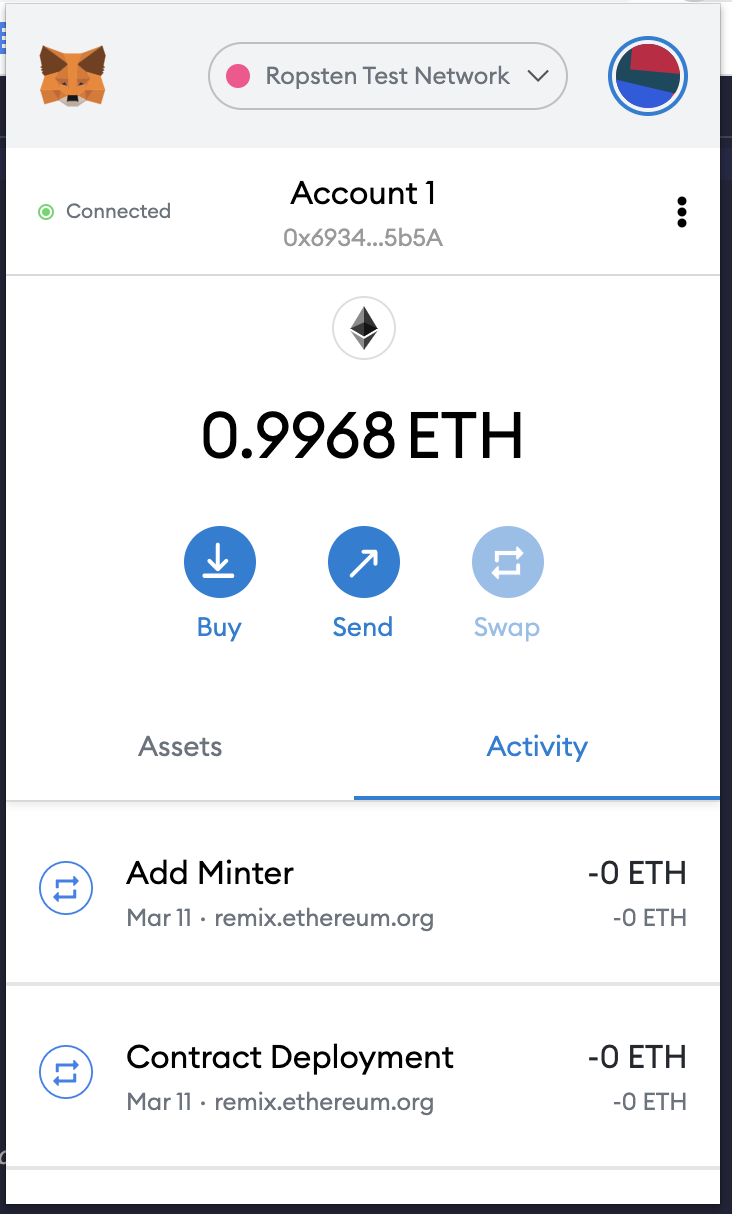 Ropsten Test Network
Connected
Account 1
0x6934...5b5A
0.9968 ETH
Buy
Send
Swap
Assets
Activity
Add Minter
-0 ETH
Mar 11 · remix.ethereum.org
-0 ETH
Contract Deployment
-0 ETH
Mar 11 · remix.ethereum.org
-0 ETH